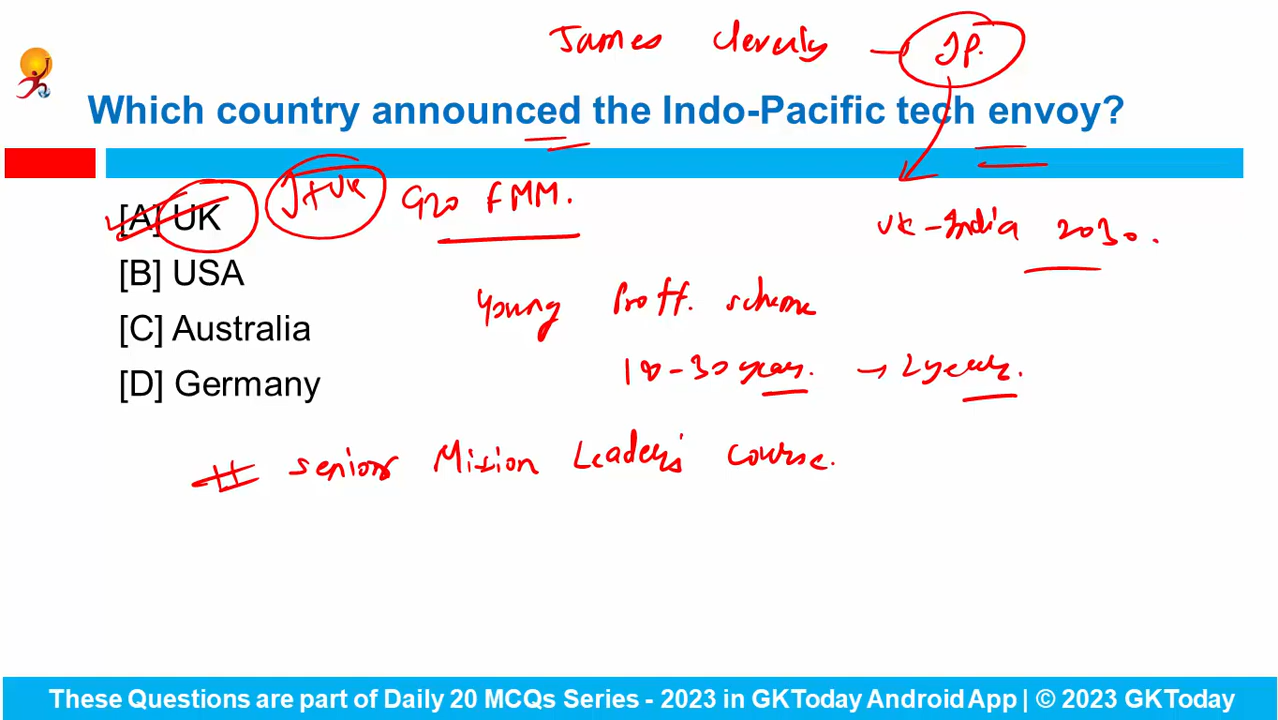 James Cleverly – I P.
Which country announced the Indo-Pacific tech envoy?
[A] UK I + UK G20 FMM.
UK - India 2030.
[B] USA
Young Proff. scheme
[C] Australia
18 - 30 years. → 2 years.
[D] Germany
# Senior Mission Leaders course.
These Questions are part of Daily 20 MCQs Series - 2023 in GKToday Android App | © 2023 GKToday